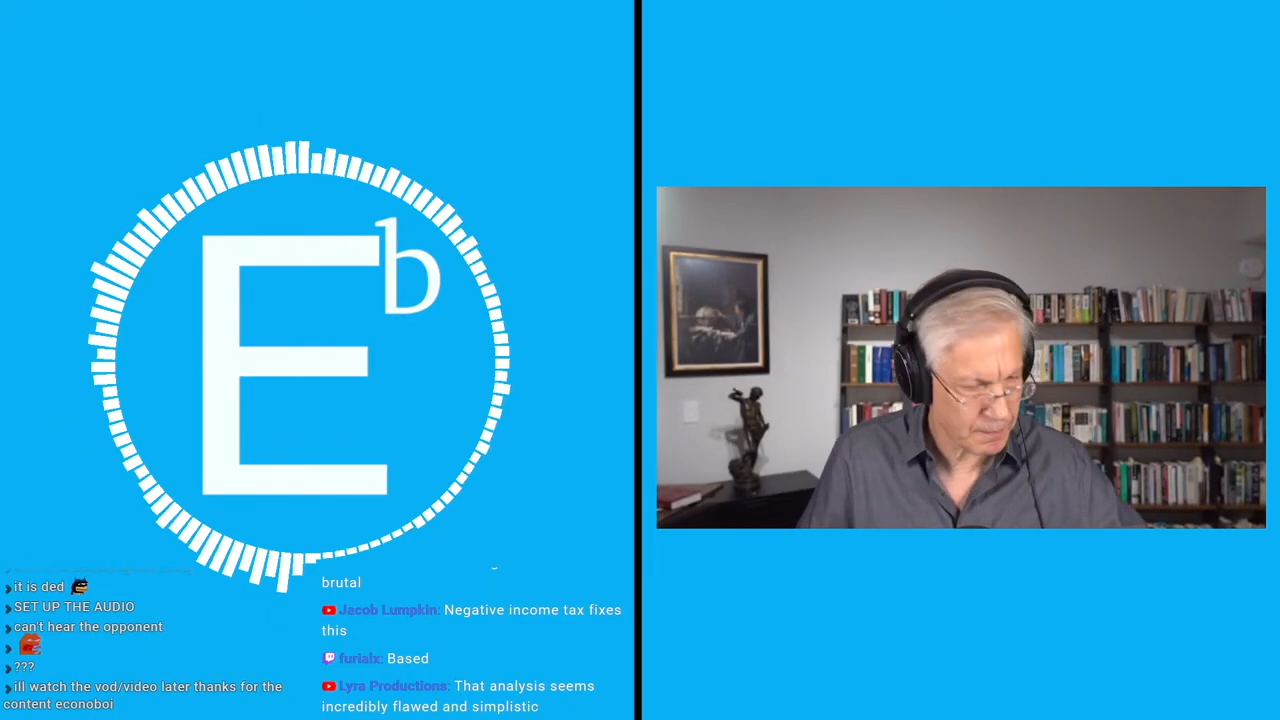 E b
it is ded
SET UP THE AUDIO
can't hear the opponent
???
ill watch the vod/video later thanks for the
content econoboi
brutal
Jacob Lumpkin: Negative income tax fixes
this
furialx: Based
Lyra Productions: That analysis seems
incredibly flawed and simplistic